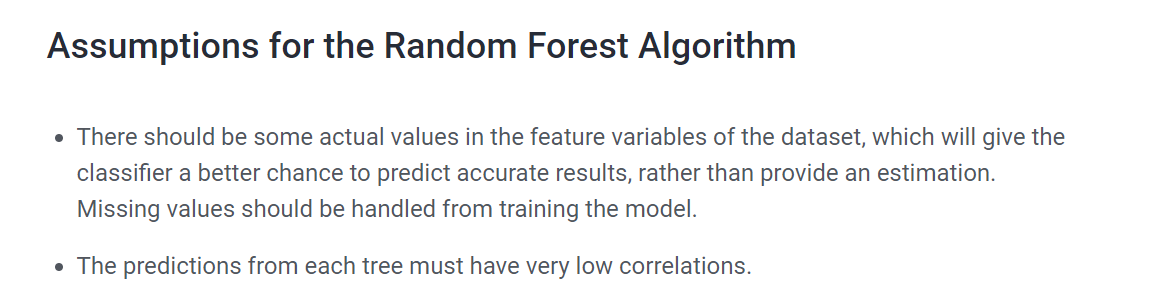 Assumptions for the Random Forest Algorithm
• There should be some actual values in the feature variables of the dataset, which will give the
classifier a better chance to predict accurate results, rather than provide an estimation.
Missing values should be handled from training the model.
• The predictions from each tree must have very low correlations.